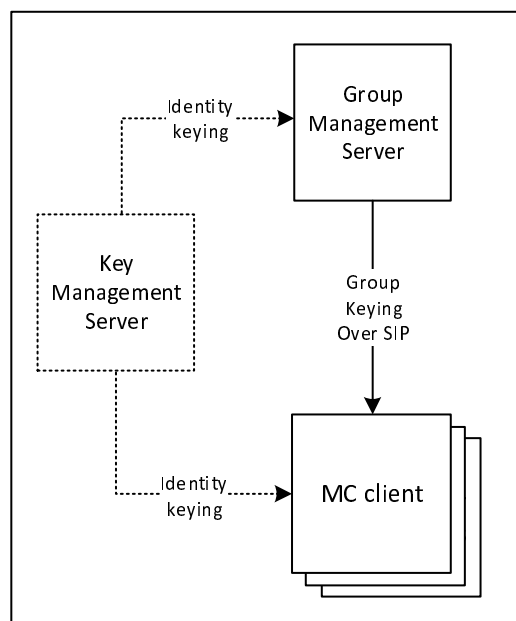 Identity
keying
Group
Management
Server
Key
Management
Server
Group
Keying
Over SIP
Identity
keying
MC client